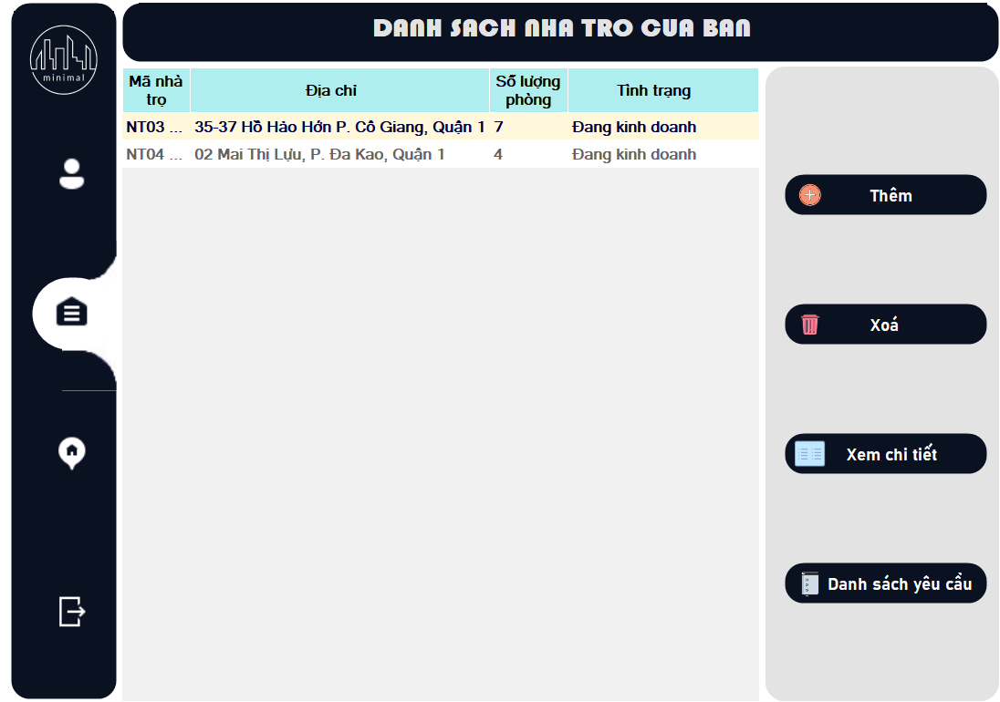 minimal
DANH SACH NHA TRO CUA BAN
Mã nhà trọ Địa chỉ Số lượng phòng Tình trạng
NT03 ... 35-37 Hồ Hảo Hớn P. Cô Giang, Quận 1 7 Đang kinh doanh
NT04 ... 02 Mai Thị Lựu, P. Đa Kao, Quận 1 4 Đang kinh doanh
Thêm
Xoá
Xem chi tiết
Danh sách yêu cầu